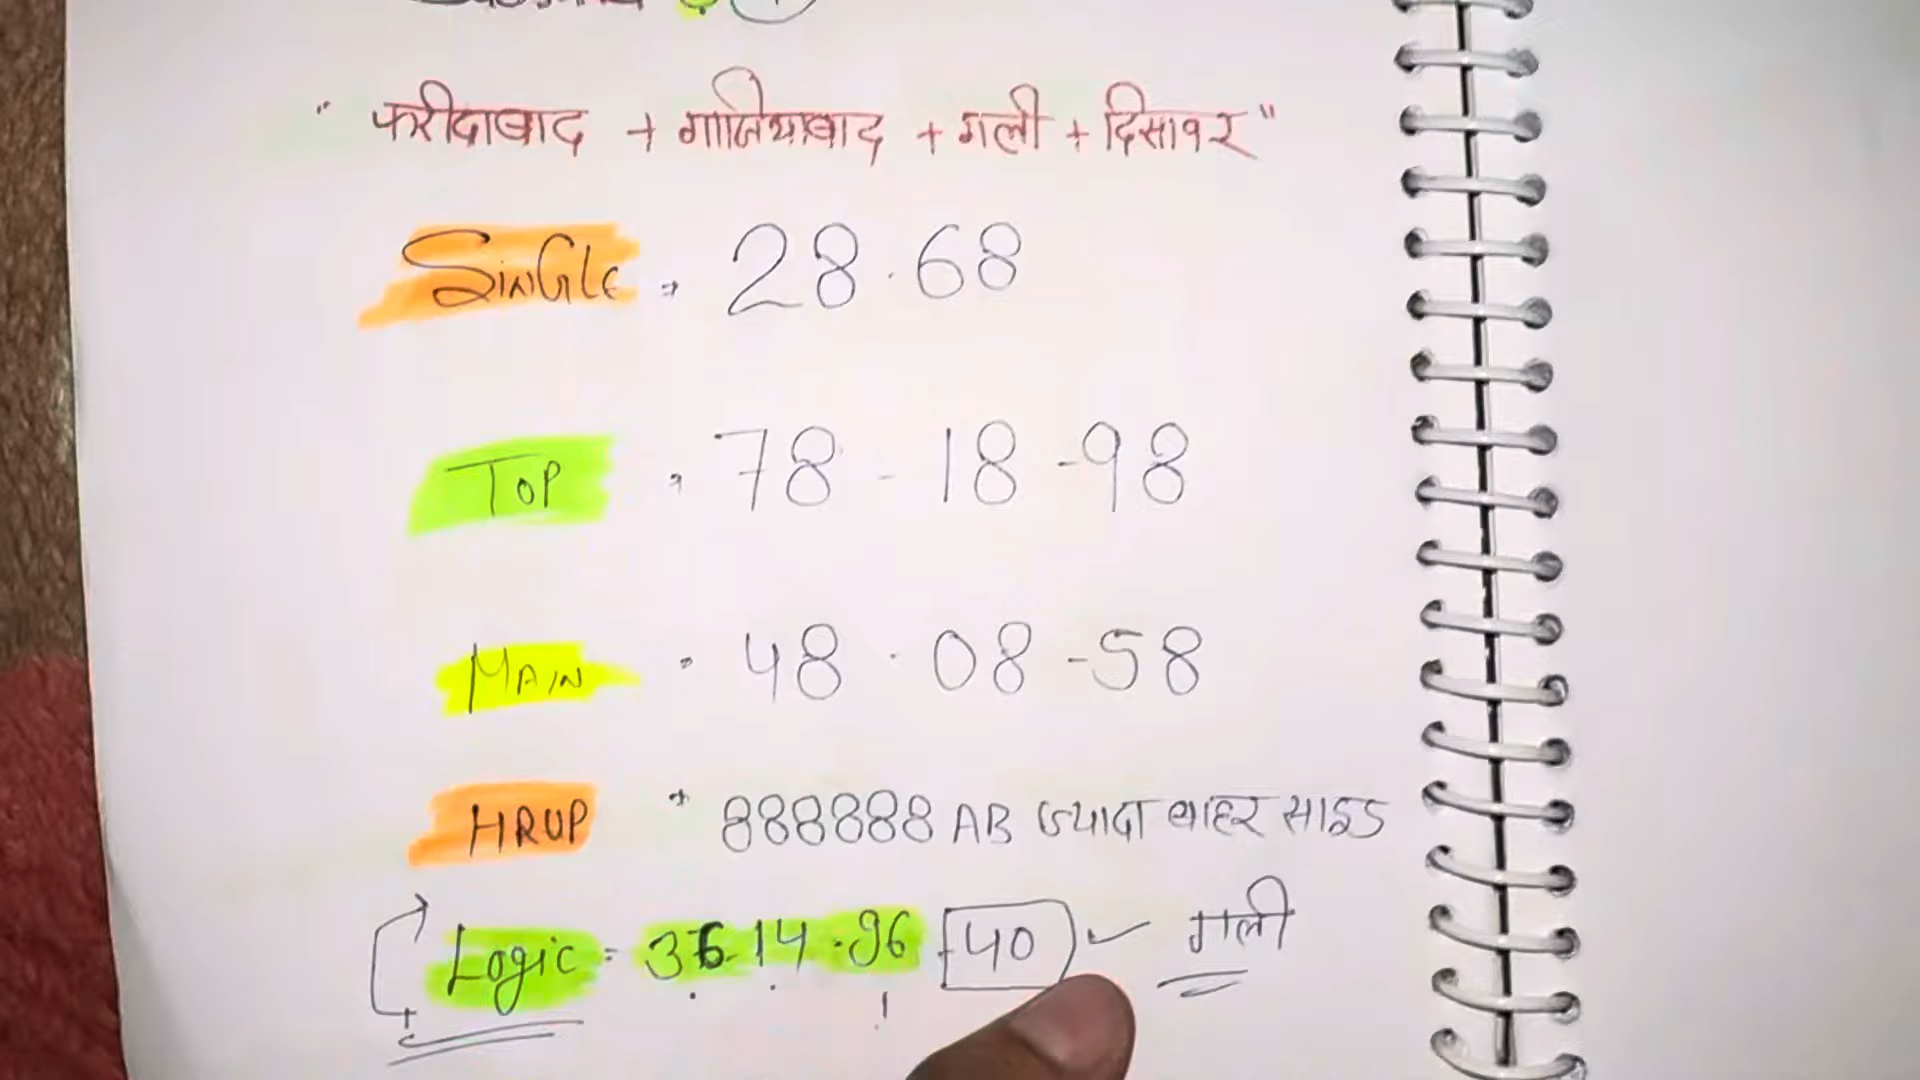 " फरीदाबाद + गाजियाबाद + गली + दिसावर "
SINGLE → 28 . 68
TOP → 78 - 18 - 98
MAIN • 48 . 08 - 58
HRUP → 888888 AB ज्यादा बाहर साइड
Logic = 36 - 14 . 96 - 40 ✓ गली